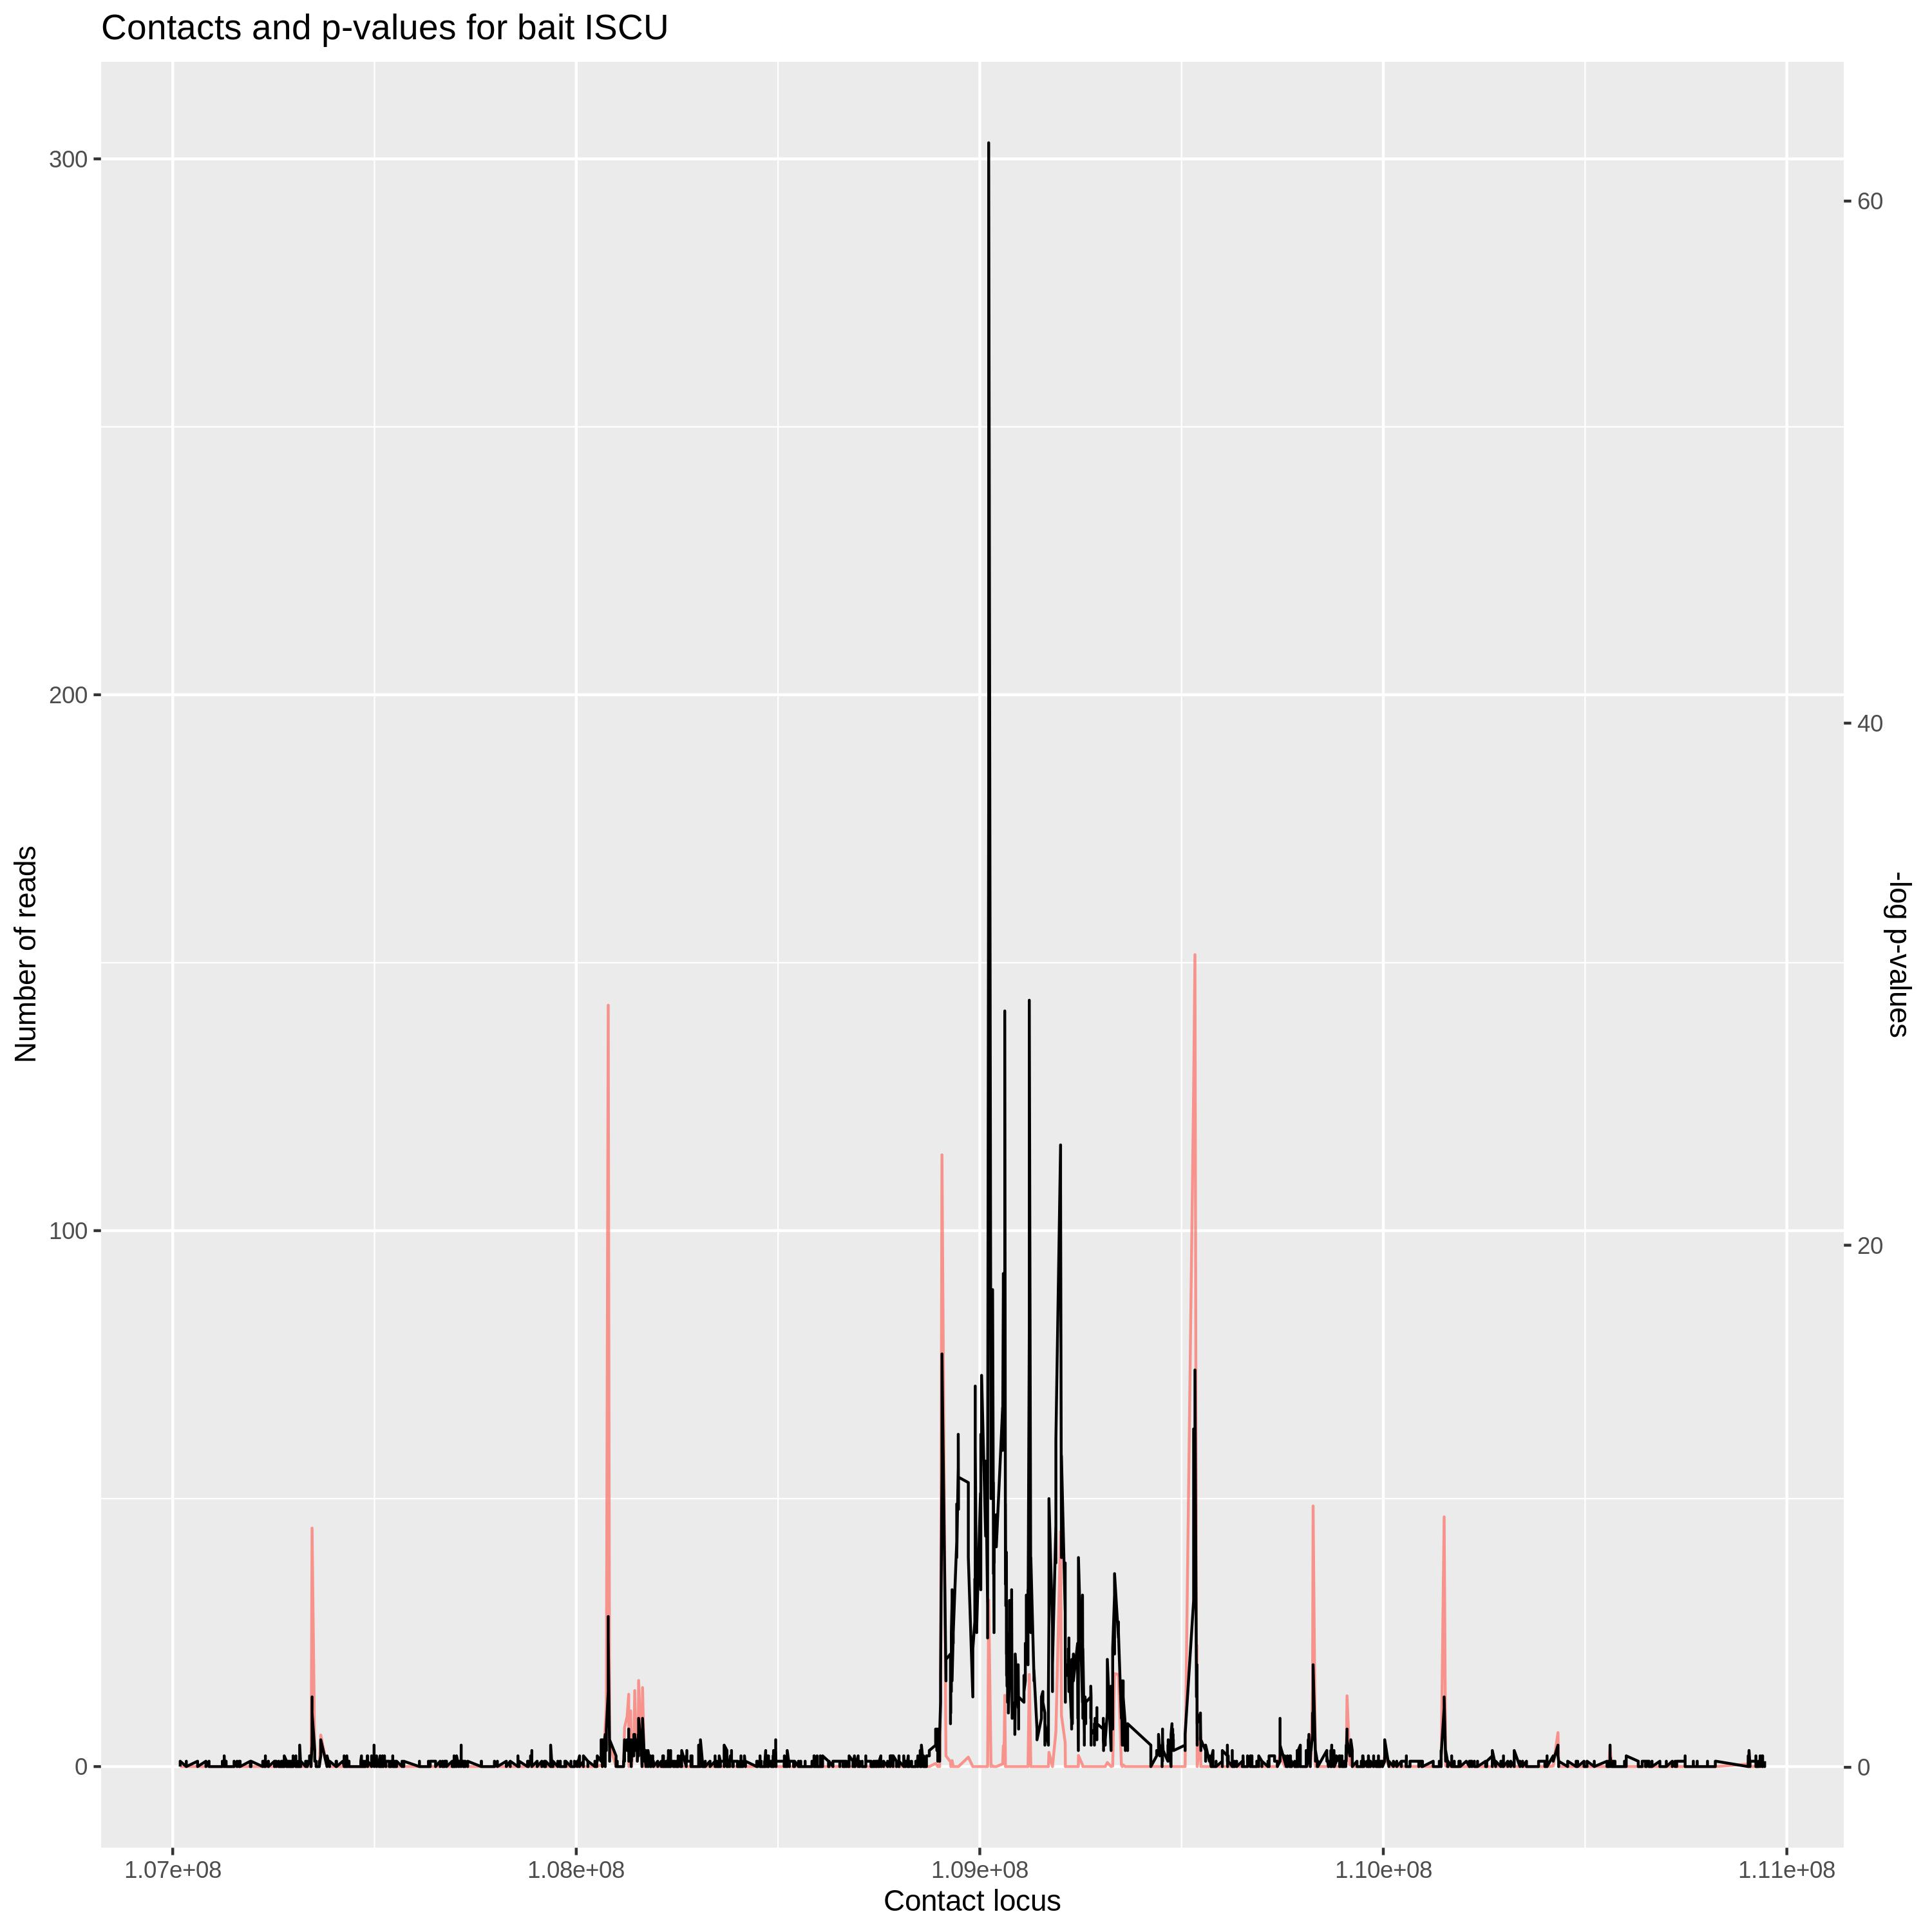 Contacts and p-values for bait ISCU
300
200
100
0
Number of reads
60
40
20
0
-log p-values
1.07e+08
1.08e+08
1.09e+08
1.10e+08
1.11e+08
Contact locus